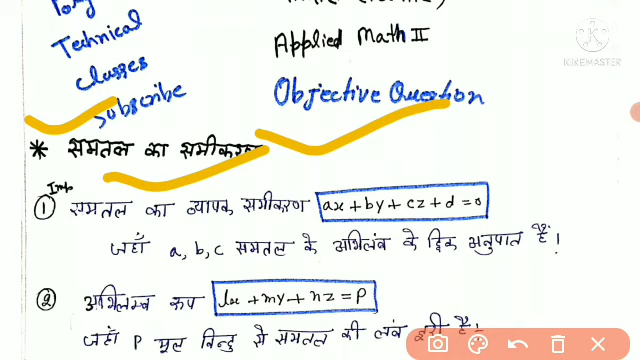 Technical
Applied Math II
Classes
Subscribe
Objective Question
* समतल का समीकरण
Imp
① समतल का व्यापक समीकरण ax + by + cz + d = 0
जहाँ a, b, c समतल के अभिलंब के दिक अनुपात हैं!
② अभिलम्ब रूप lx + my + nz = P
जहाँ P मूल बिन्दु से समतल की लंब दूरी है!
KINEMASTER